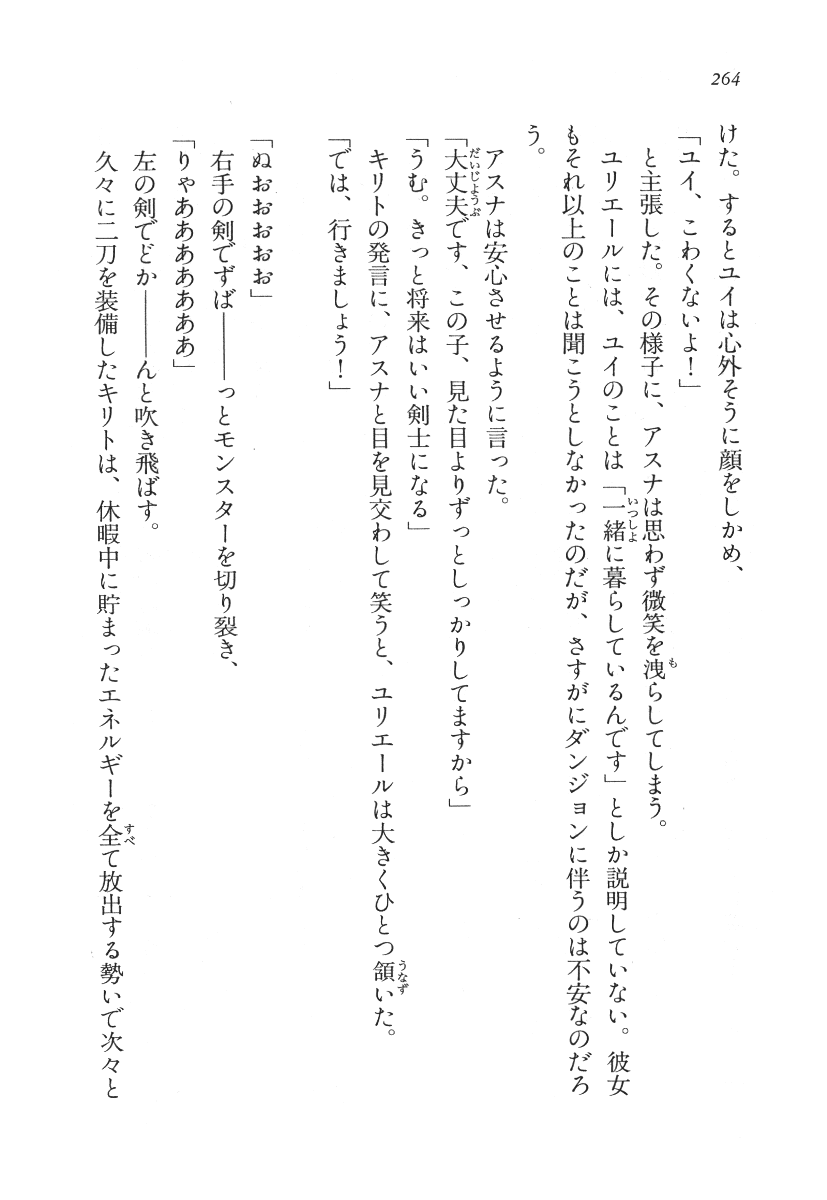 264
けた。するとユイは心外そうに顔をしかめ、
「ユイ、こわくないよ！」
と主張した。その様子に、アスナは思わず微笑を洩らしてしまう。
ユリエールには、ユイのことは「一緒に暮らしているんです」としか説明していない。彼女
もそれ以上のことは聞こうとしなかったのだが、さすがにダンジョンに伴うのは不安なのだろ
う。
アスナは安心させるように言った。
「大丈夫です、この子、見た目よりずっとしっかりしてますから」
「うむ。きっと将来はいい剣士になる」
キリトの発言に、アスナと目を見交わして笑うと、ユリエールは大きくひとつ頷いた。
「では、行きましょう！」
「ぬおおおおお」
右手の剣でずば———っとモンスターを切り裂き、
「りゃあああああああ」
左の剣でどか———んと吹き飛ばす。
久々に二刀を装備したキリトは、休暇中に貯まったエネルギーを全て放出する勢いで次々と